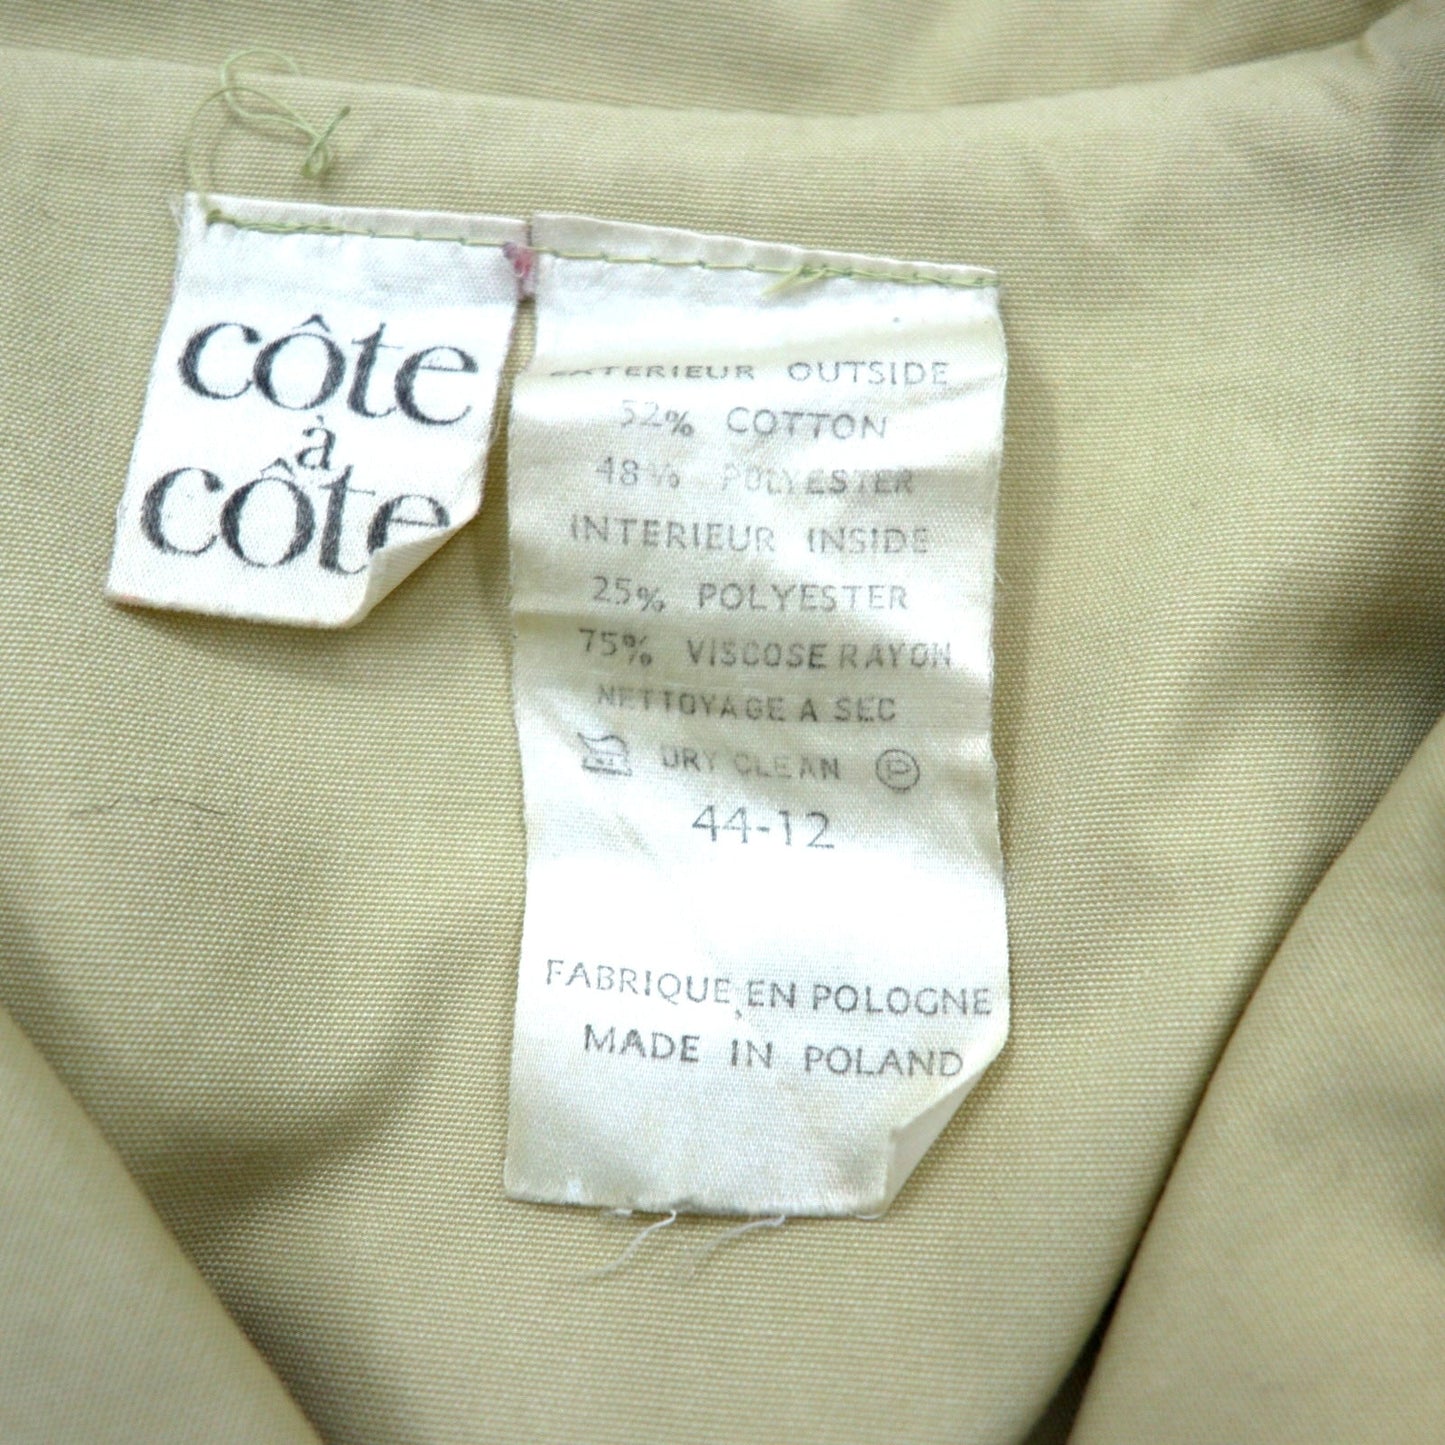 côte
à
côte
EXTERIEUR OUTSIDE
52% COTTON
48% POLYESTER
INTERIEUR INSIDE
25% POLYESTER
75% VISCOSE RAYON
NETTOYAGE A SEC
DRY CLEAN D
44-12
FABRIQUE EN POLOGNE
MADE IN POLAND